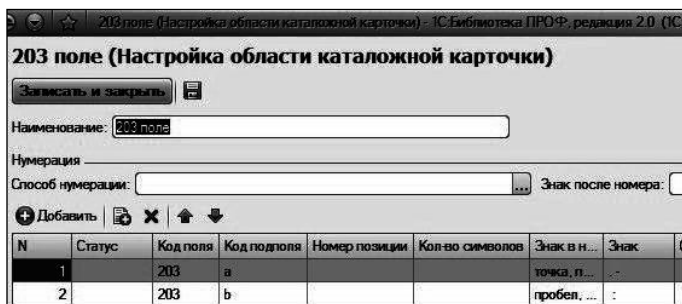 203 поле (Настройка области каталожной карточки) - 1С:Библиотека ПРОФ, редакция 2.0 (1С
203 поле (Настройка области каталожной карточки)
Записать и закрыть
Наименование: 203 поле
Нумерация
Способ нумерации: ... Знак после номера:
Добавить
N Статус Код поля Код подполя Номер позиции Кол-во символов Знак в н... Знак
1 203 a точка, п... . -
2 203 b пробел, ... :